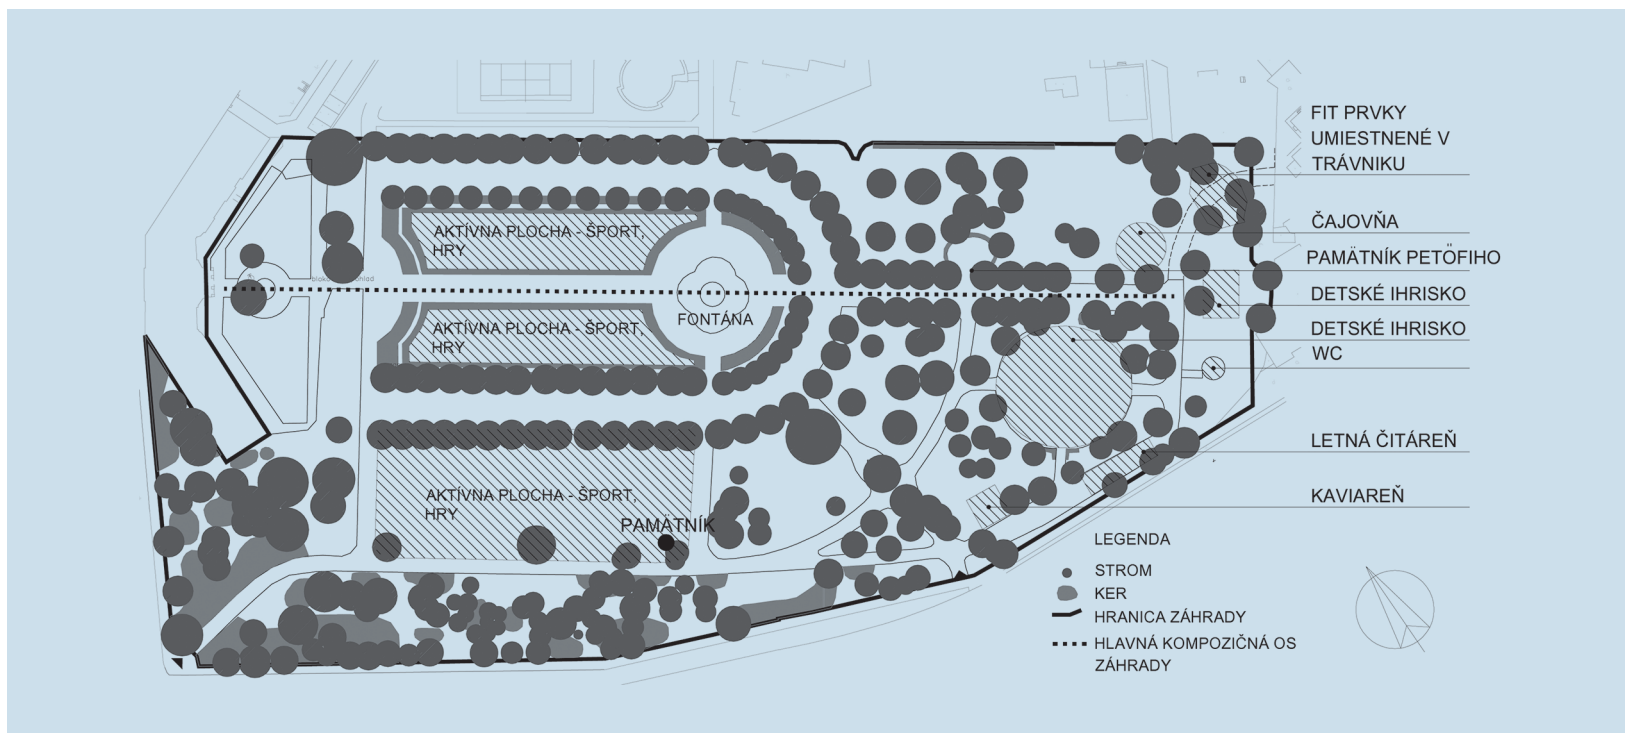 FIT PRVKY
UMIESTNENÉ V
TRÁVNIKU
ČAJOVŇA
PAMÄTNÍK PETÖFIHO
DETSKÉ IHRISKO
DETSKÉ IHRISKO
WC
LETNÁ ČITÁREŇ
KAVIAREŇ
AKTÍVNA PLOCHA - ŠPORT,
HRY
FONTÁNA
AKTÍVNA PLOCHA - ŠPORT,
HRY
AKTÍVNA PLOCHA - ŠPORT,
HRY
PAMÄTNÍK
LEGENDA
STROM
KER
HRANICA ZÁHRADY
HLAVNÁ KOMPOZIČNÁ OS
ZÁHRADY